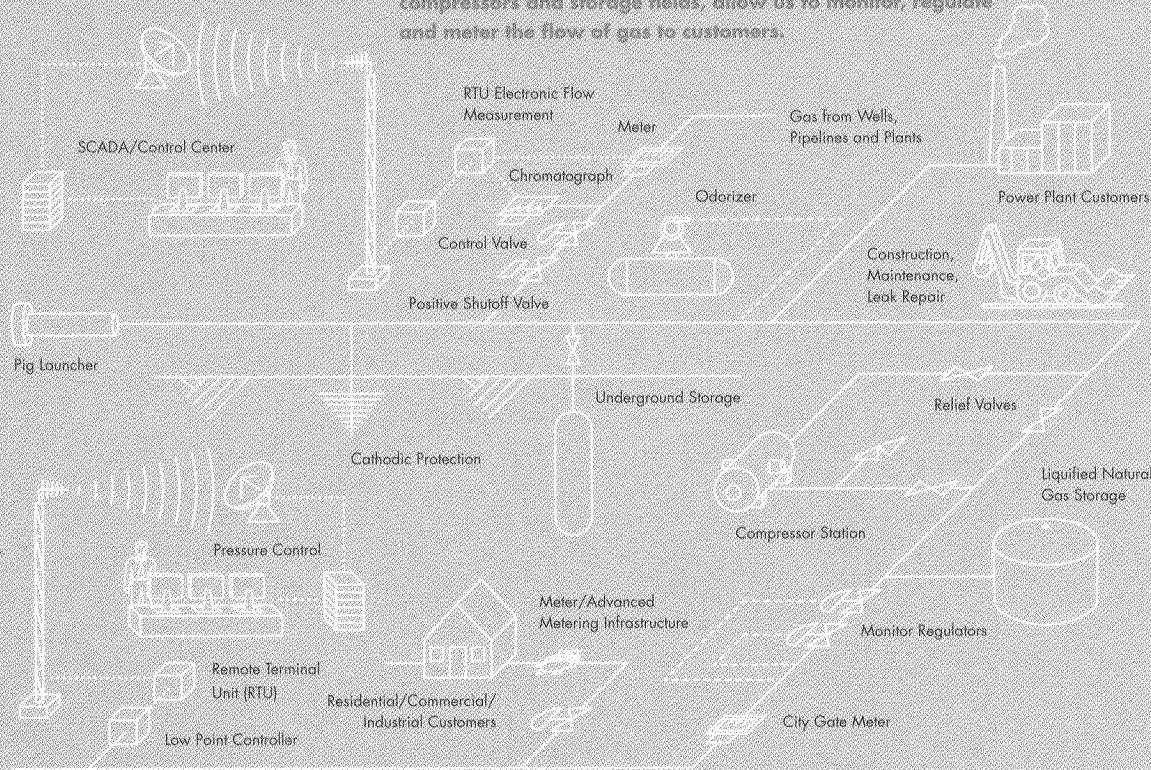 compressors and storage fields, allow us to monitor, regulate
and meter the flow of gas to customers.
RTU Electronic Flow
Measurement
Meter
Gas from Wells,
Pipelines and Plants
SCADA/Control Center
Chromatograph
Odorizer
Power Plant Customers
Control Valve
Construction,
Maintenance,
Leak Repair
Positive Shutoff Valve
Pig Launcher
Underground Storage
Relief Valves
Cathodic Protection
Liquified Natural
Gas Storage
Compressor Station
Pressure Control
Meter/Advanced
Metering Infrastructure
Monitor Regulators
Remote Terminal
Unit (RTU)
Residential/Commercial/
Industrial Customers
City Gate Meter
Low Point Controller